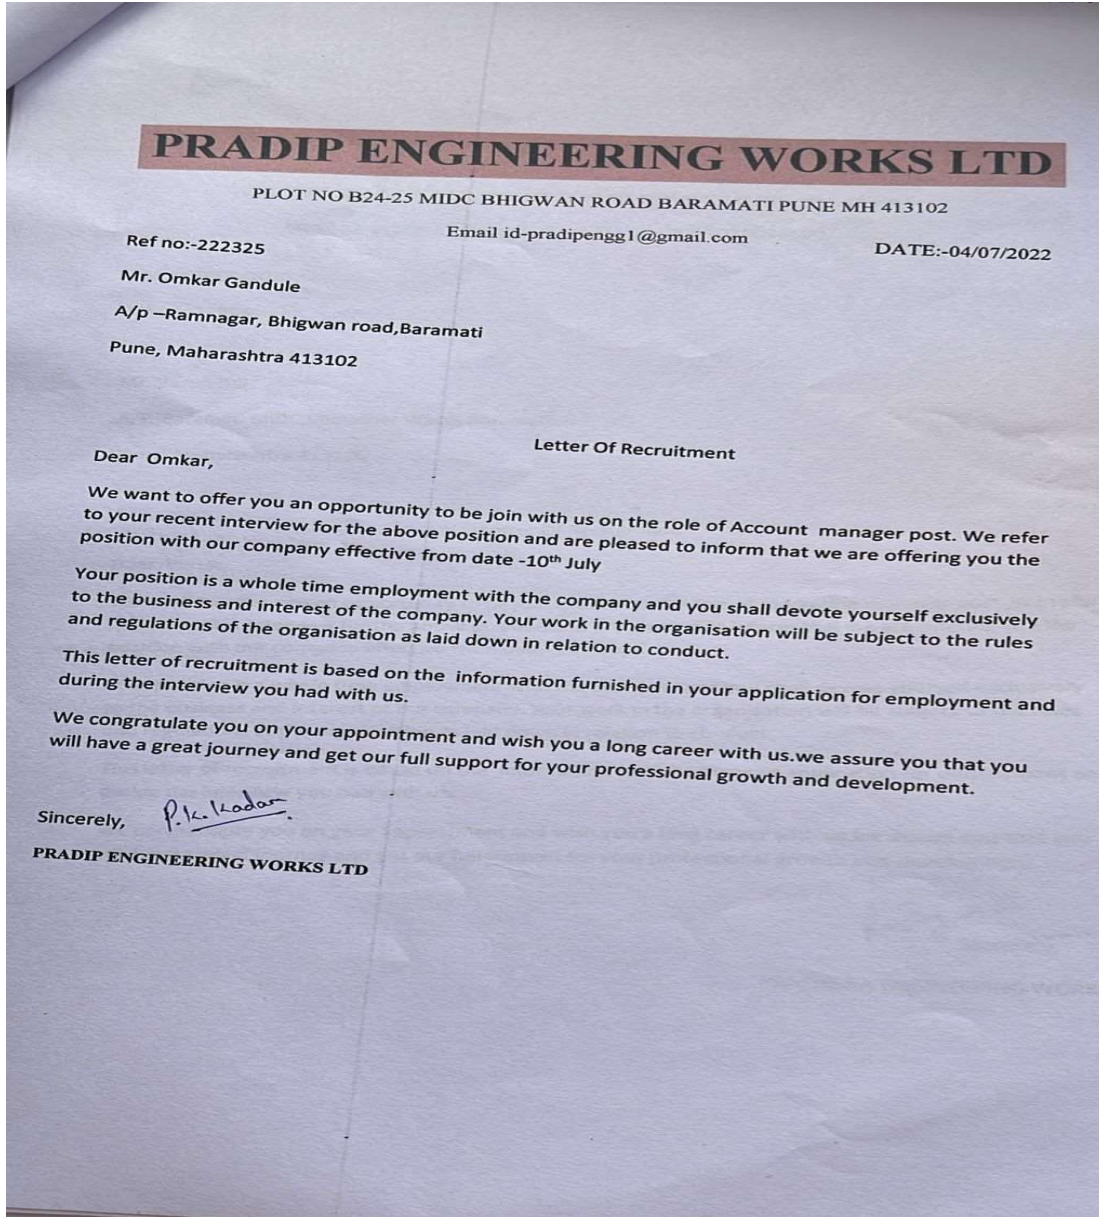 PRADIP ENGINEERING WORKS LTD
PLOT NO B24-25 MIDC BHIGWAN ROAD BARAMATI PUNE MH 413102
Email id-pradipengg1@gmail.com
Ref no:-222325
DATE:-04/07/2022
Mr. Omkar Gandule
A/p –Ramnagar, Bhigwan road,Baramati
Pune, Maharashtra 413102
Letter Of Recruitment
Dear Omkar,
We want to offer you an opportunity to be join with us on the role of Account manager post. We refer
to your recent interview for the above position and are pleased to inform that we are offering you the
position with our company effective from date -10th July
Your position is a whole time employment with the company and you shall devote yourself exclusively
to the business and interest of the company. Your work in the organisation will be subject to the rules
and regulations of the organisation as laid down in relation to conduct.
This letter of recruitment is based on the information furnished in your application for employment and
during the interview you had with us.
We congratulate you on your appointment and wish you a long career with us.we assure you that you
will have a great journey and get our full support for your professional growth and development.
Sincerely, P.K.Kadam
PRADIP ENGINEERING WORKS LTD